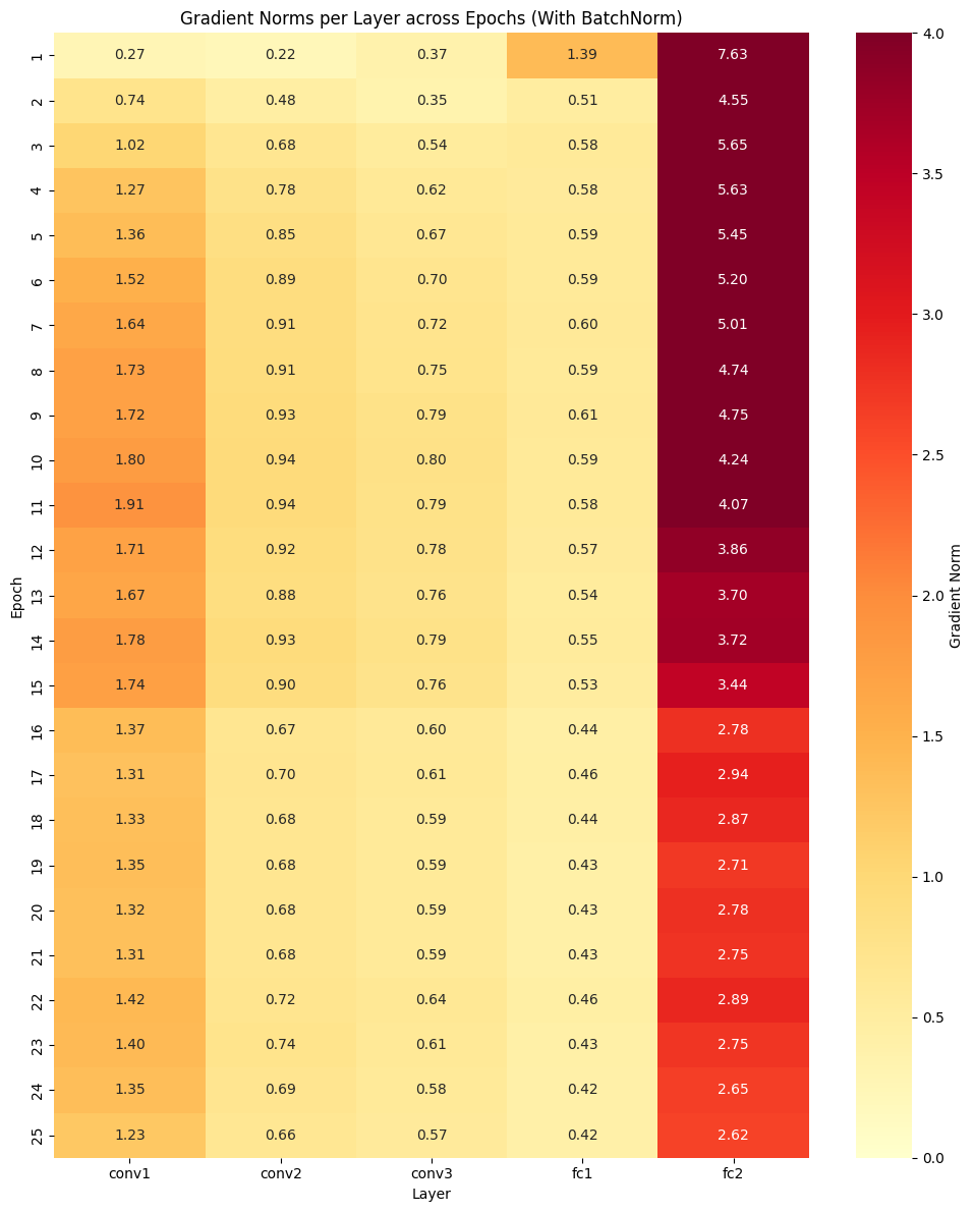 Gradient Norms per Layer across Epochs (With BatchNorm)
1 0.27 0.22 0.37 1.39 7.63
2 0.74 0.48 0.35 0.51 4.55
3 1.02 0.68 0.54 0.58 5.65
4 1.27 0.78 0.62 0.58 5.63
5 1.36 0.85 0.67 0.59 5.45
6 1.52 0.89 0.70 0.59 5.20
7 1.64 0.91 0.72 0.60 5.01
8 1.73 0.91 0.75 0.59 4.74
9 1.72 0.93 0.79 0.61 4.75
10 1.80 0.94 0.80 0.59 4.24
11 1.91 0.94 0.79 0.58 4.07
12 1.71 0.92 0.78 0.57 3.86
13 1.67 0.88 0.76 0.54 3.70
14 1.78 0.93 0.79 0.55 3.72
15 1.74 0.90 0.76 0.53 3.44
16 1.37 0.67 0.60 0.44 2.78
17 1.31 0.70 0.61 0.46 2.94
18 1.33 0.68 0.59 0.44 2.87
19 1.35 0.68 0.59 0.43 2.71
20 1.32 0.68 0.59 0.43 2.78
21 1.31 0.68 0.59 0.43 2.75
22 1.42 0.72 0.64 0.46 2.89
23 1.40 0.74 0.61 0.43 2.75
24 1.35 0.69 0.58 0.42 2.65
25 1.23 0.66 0.57 0.42 2.62
conv1 conv2 conv3 fc1 fc2
Layer
Epoch
4.0
3.5
3.0
2.5
2.0
1.5
1.0
0.5
0.0
Gradient Norm